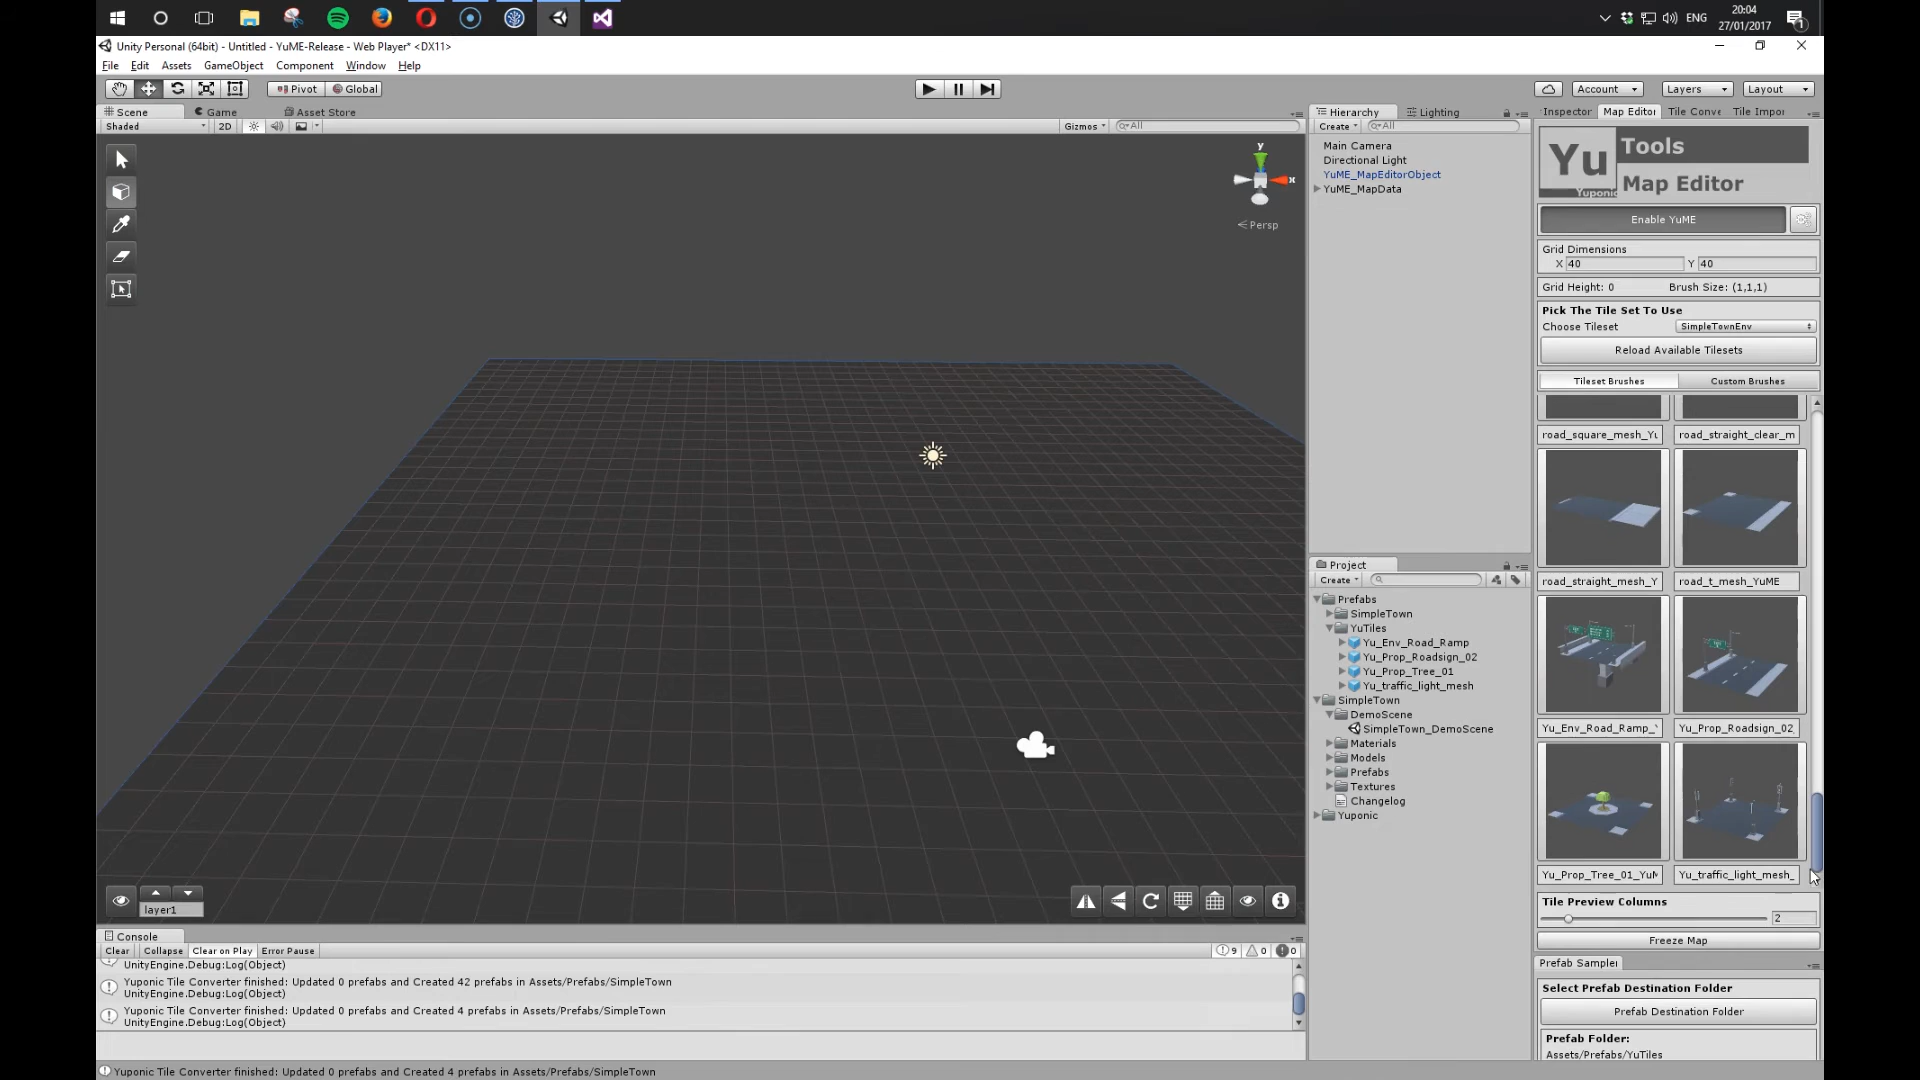 ENG
20:04
27/01/2017
1
Unity Personal (64bit) - Untitled - YuME-Release - Web Player* <DX11>
File Edit Assets GameObject Component Window Help
Pivot Global Account Layers Layout
Scene Game Asset Store
Shaded 2D Gizmos All
y
x
Persp
layer1
Hierarchy Lighting
Create All
Main Camera
Directional Light
YuME_MapEditorObject
YuME_MapData
Project
Create
Prefabs
SimpleTown
YuTiles
Yu_Env_Road_Ramp
Yu_Prop_Roadsign_02
Yu_Prop_Tree_01
Yu_traffic_light_mesh
SimpleTown
DemoScene
SimpleTown_DemoScene
Materials
Models
Prefabs
Textures
Changelog
Yuponic
Inspector Map Editor Tile Conve Tile Impor
Yu Tools
Yuponic Map Editor
Enable YuME
Grid Dimensions
X 40 Y 40
Grid Height: 0 Brush Size: (1,1,1)
Pick The Tile Set To Use
Choose Tileset SimpleTownEnv
Reload Available Tilesets
Tileset Brushes Custom Brushes
road_square_mesh_Yu road_straight_clear_m
road_straight_mesh_Y road_t_mesh_YuME
Yu_Env_Road_Ramp_ Yu_Prop_Roadsign_02_
Yu_Prop_Tree_01_YuM Yu_traffic_light_mesh_
Tile Preview Columns
2
Freeze Map
Prefab Sampler
Select Prefab Destination Folder
Prefab Destination Folder
Prefab Folder:
Assets/Prefabs/YuTiles
Console
Clear Collapse Clear on Play Error Pause 9 0 0
UnityEngine.Debug:Log(Object)
Yuponic Tile Converter finished: Updated 0 prefabs and Created 42 prefabs in Assets/Prefabs/SimpleTown
UnityEngine.Debug:Log(Object)
Yuponic Tile Converter finished: Updated 0 prefabs and Created 4 prefabs in Assets/Prefabs/SimpleTown
UnityEngine.Debug:Log(Object)
Yuponic Tile Converter finished: Updated 0 prefabs and Created 4 prefabs in Assets/Prefabs/SimpleTown